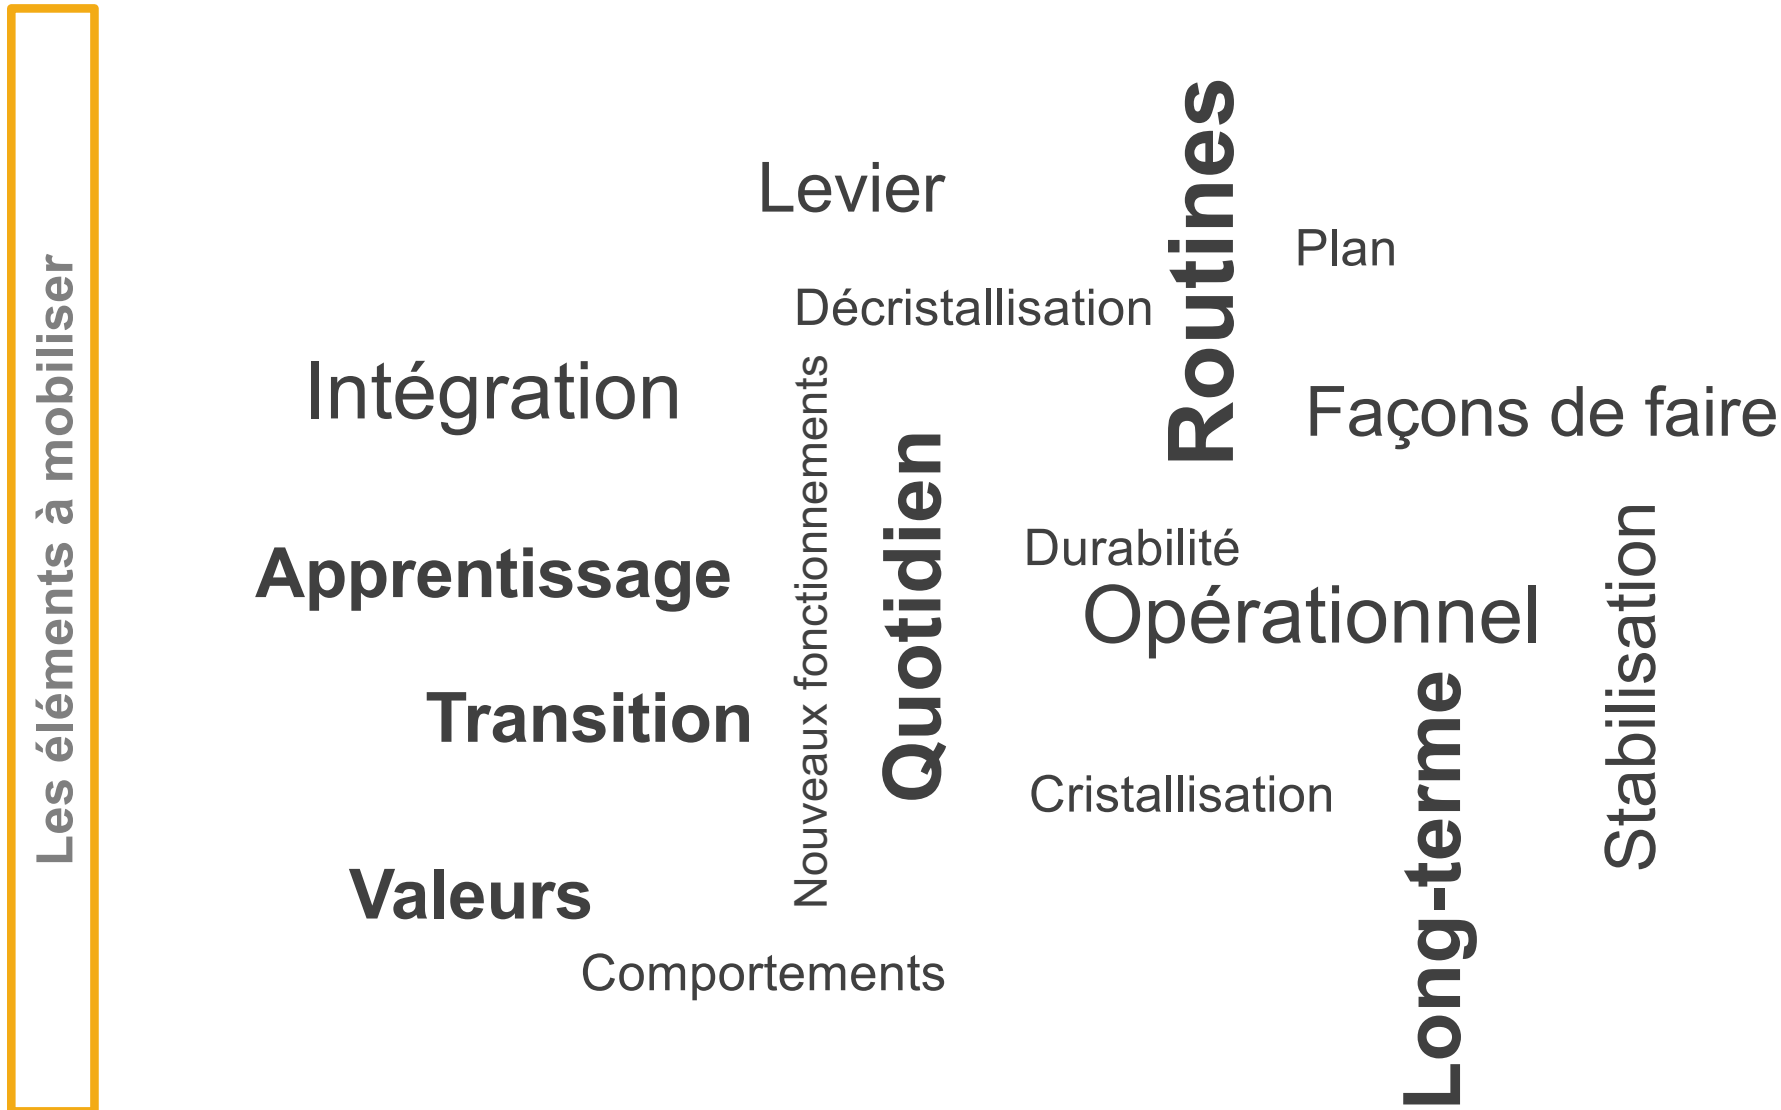 Les éléments à mobiliser
Levier
Routines
Plan
Décristallisation
Intégration
Nouveaux fonctionnements
Façons de faire
Quotidien
Apprentissage
Durabilité
Opérationnel
Stabilisation
Transition
Cristallisation
Long-terme
Valeurs
Comportements